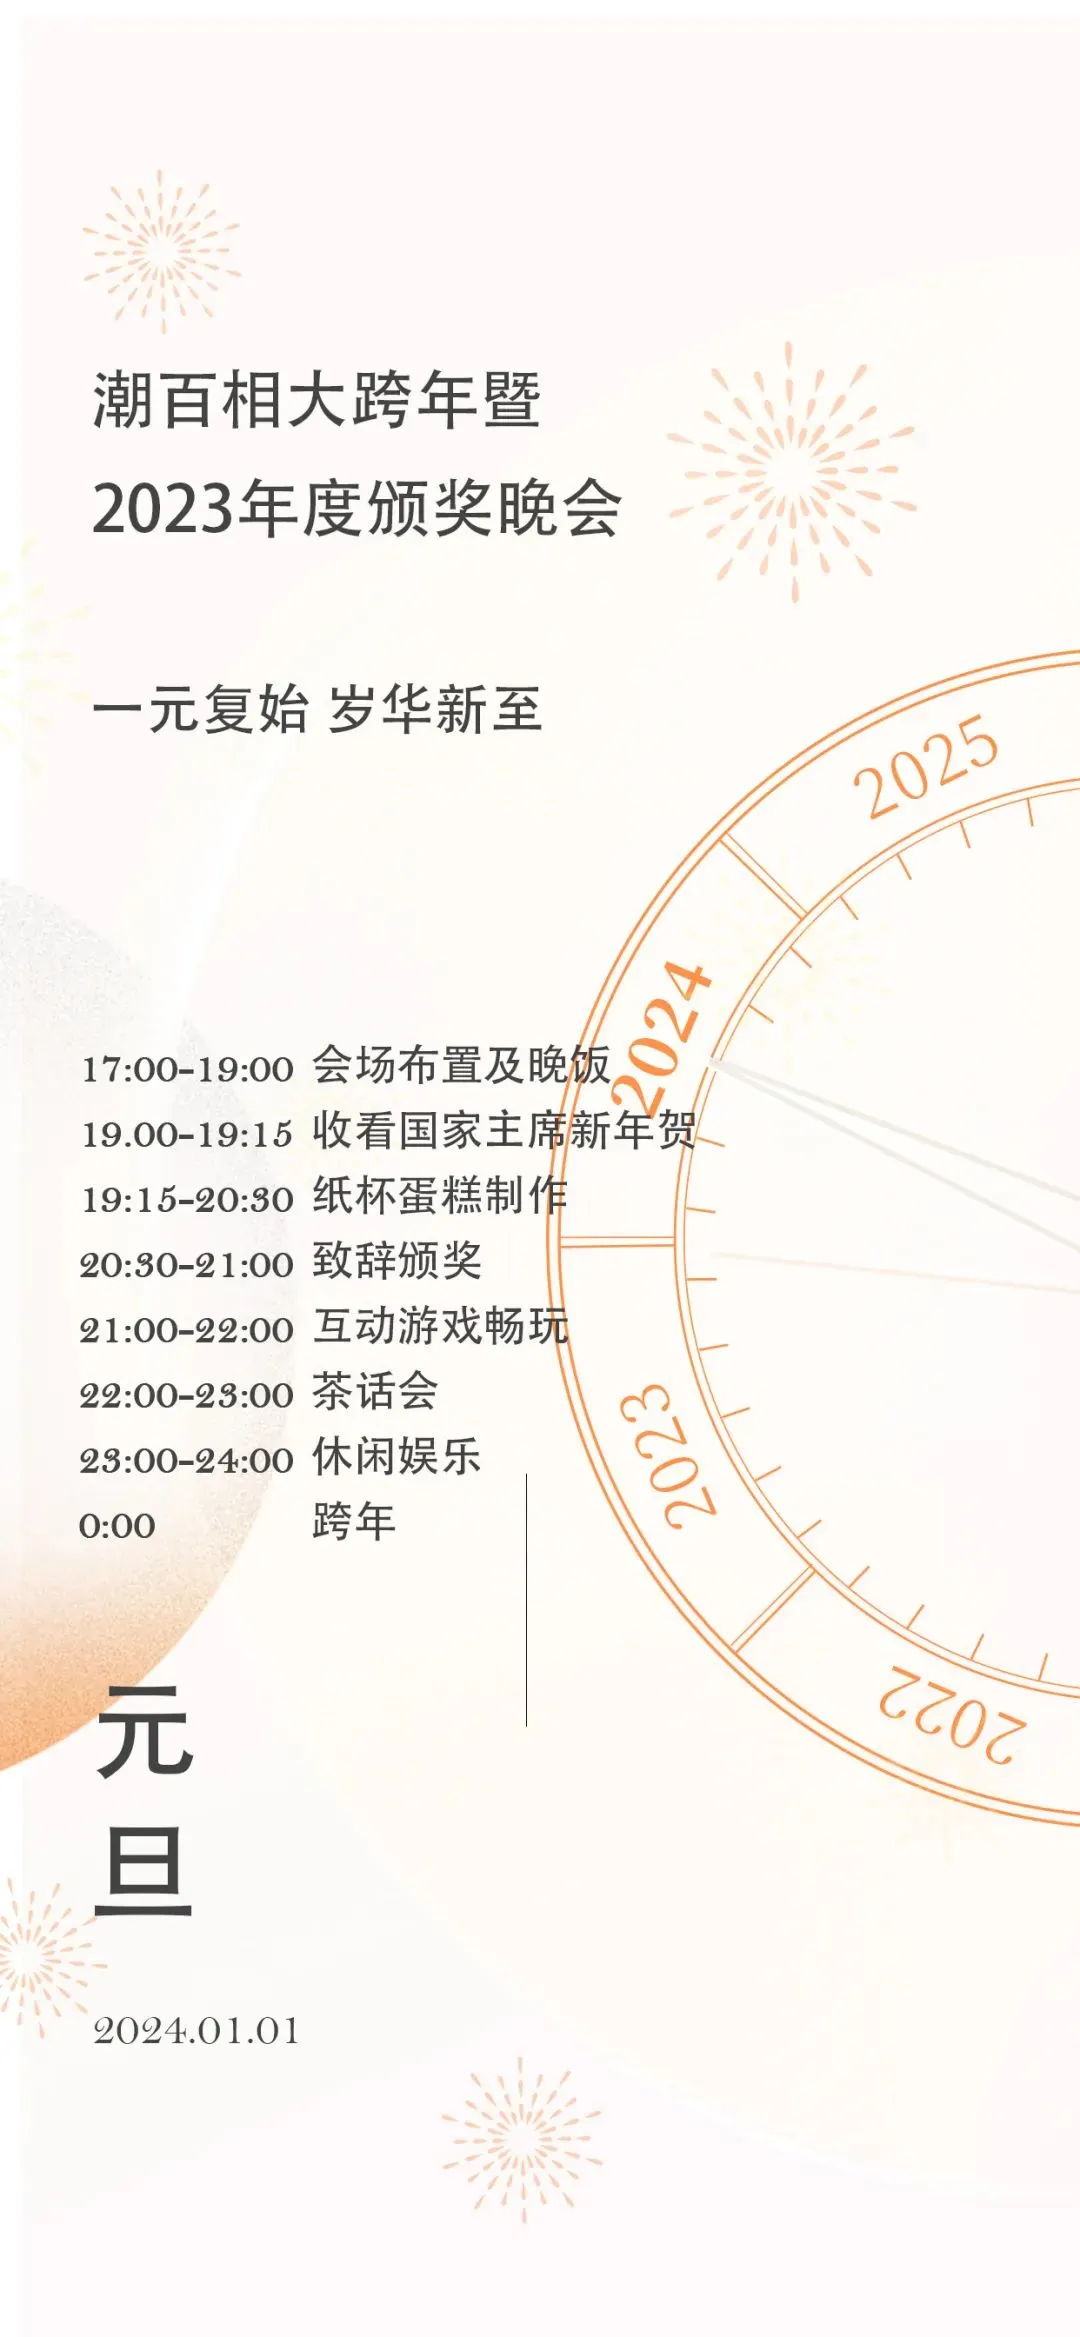 潮百相大跨年暨
2023年度颁奖晚会
一元复始 岁华新至
2025
2024
17:00-19:00 会场布置及晚饭
19.00-19:15 收看国家主席新年贺
19:15-20:30 纸杯蛋糕制作
20:30-21:00 致辞颁奖
21:00-22:00 互动游戏畅玩
22:00-23:00 茶话会
23:00-24:00 休闲娱乐
0:00 跨年
2023
2022
元
旦
2024.01.01